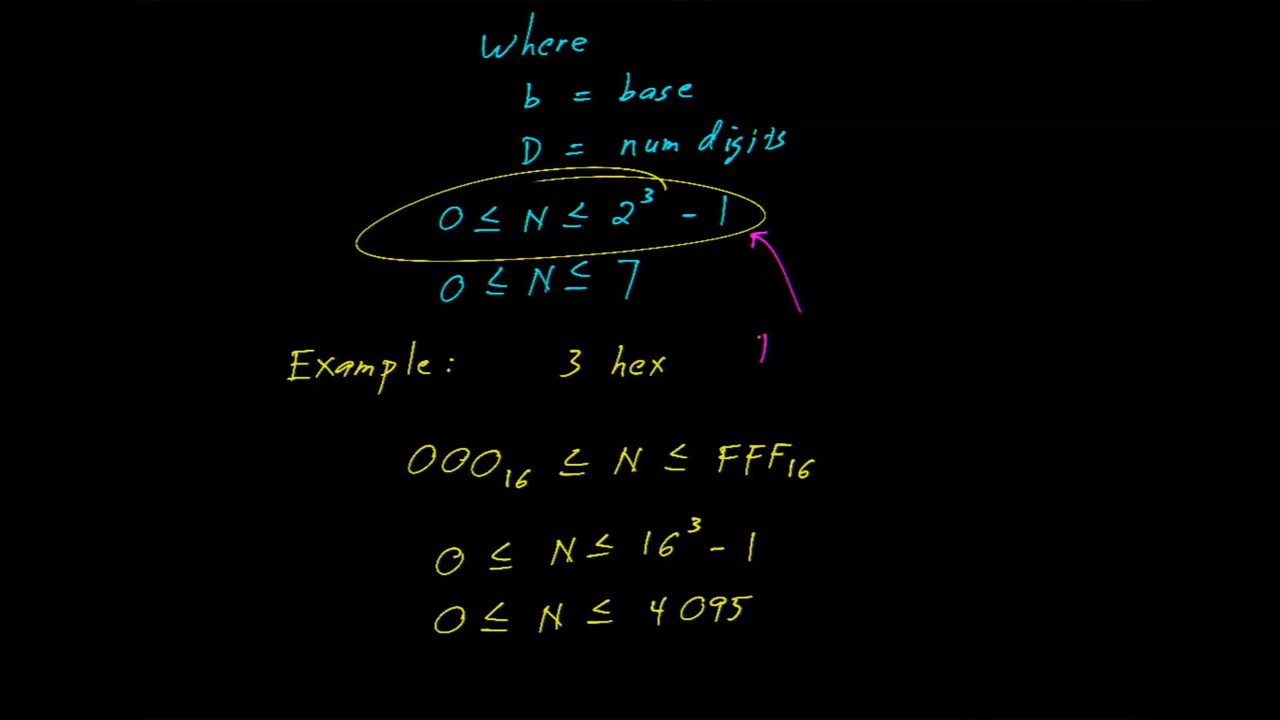 Where
b = base
D = num digits
0 ≤ N ≤ 2³ - 1
0 ≤ N ≤ 7
Example: 3 hex
000₁₆ ≤ N ≤ FFF₁₆
0 ≤ N ≤ 16³ - 1
0 ≤ N ≤ 4095